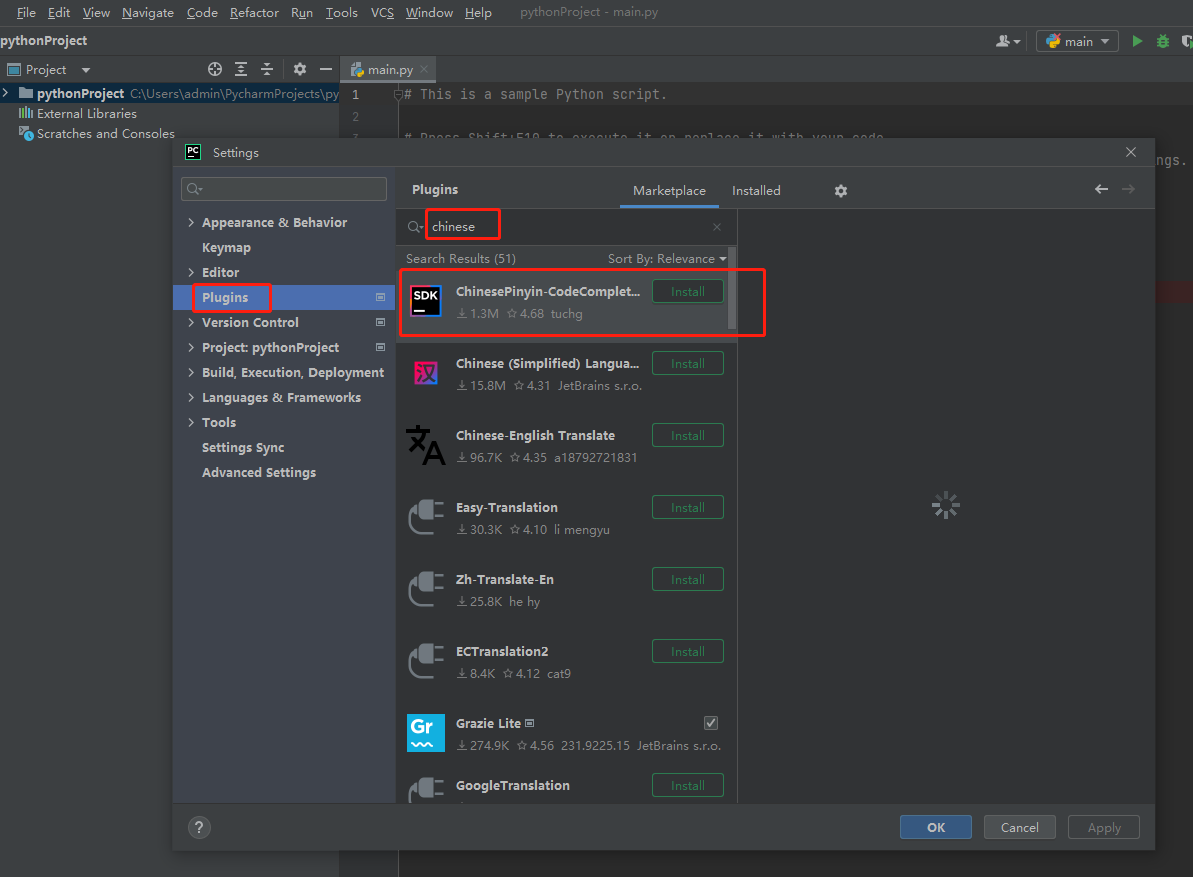 File Edit View Navigate Code Refactor Run Tools VCS Window Help pythonProject - main.py
pythonProject
main
Project
main.py
pythonProject C:\Users\admin\PycharmProjects\py
External Libraries
Scratches and Consoles
1 # This is a sample Python script.
2
3 # Press Shift+F10 to execute it or replace it with your code.
ngs.
PC Settings
Appearance & Behavior
Keymap
Editor
Plugins
Version Control
Project: pythonProject
Build, Execution, Deployment
Languages & Frameworks
Tools
Settings Sync
Advanced Settings
Plugins Marketplace Installed
chinese
Search Results (51) Sort By: Relevance
SDK ChinesePinyin-CodeComplet... Install
1.3M 4.68 tuchg
汉 Chinese (Simplified) Langua... Install
15.8M 4.31 JetBrains s.r.o.
文A Chinese-English Translate Install
96.7K 4.35 a18792721831
Easy-Translation Install
30.3K 4.10 li mengyu
Zh-Translate-En Install
25.8K he hy
ECTranslation2 Install
8.4K 4.12 cat9
Gr Grazie Lite
274.9K 4.56 231.9225.15 JetBrains s.r.o.
GoogleTranslation Install
? OK Cancel Apply